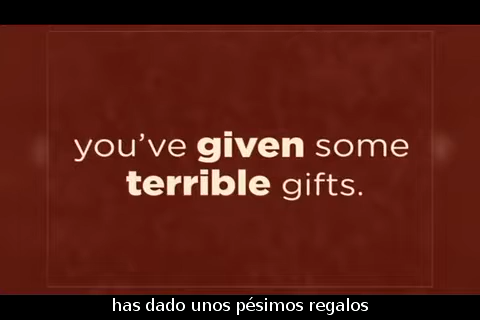 you've given some
terrible gifts.
has dado unos pésimos regalos